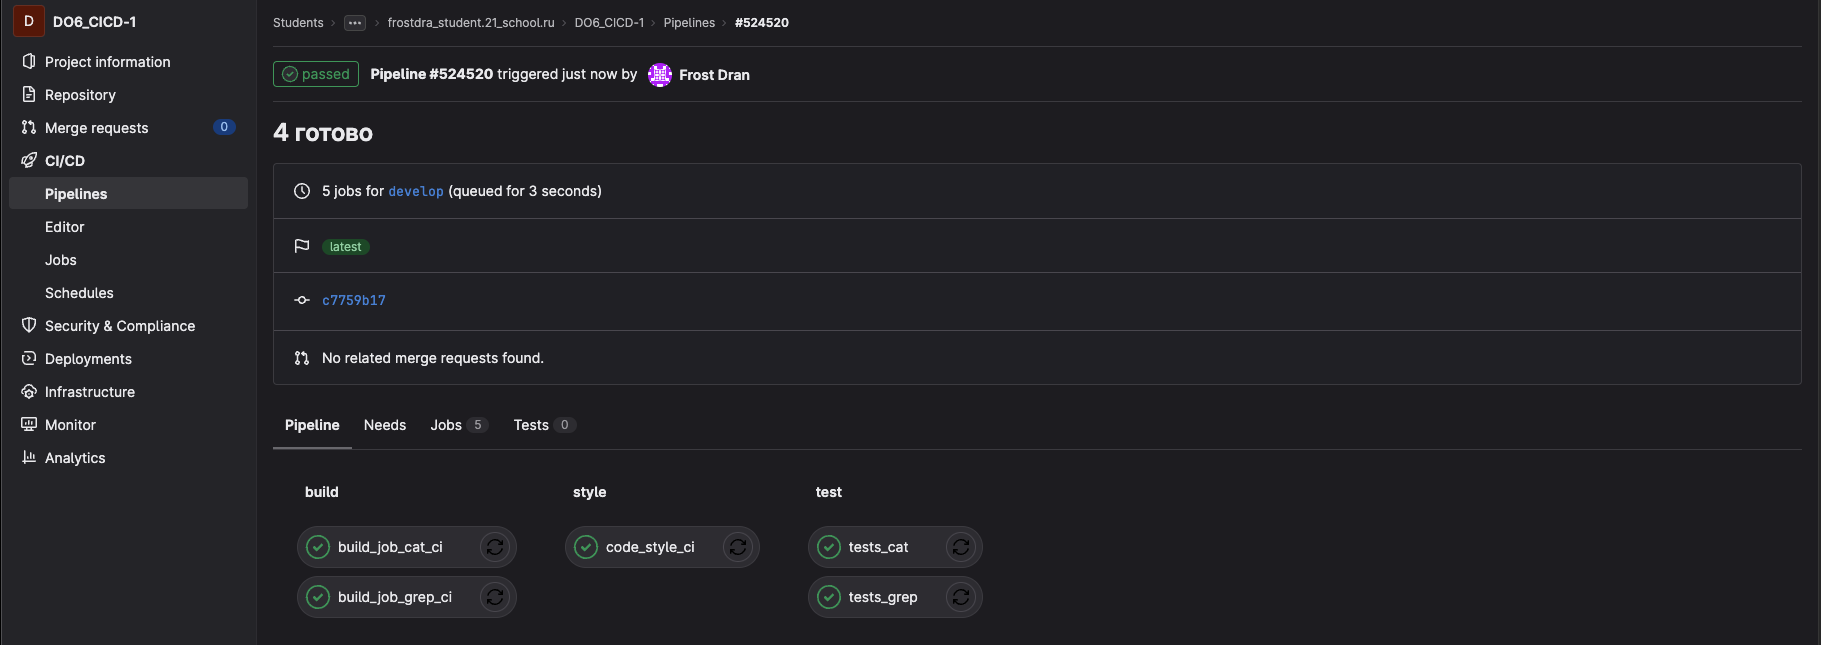 D DO6_CICD-1
Project information
Repository
Merge requests 0
CI/CD
Pipelines
Editor
Jobs
Schedules
Security & Compliance
Deployments
Infrastructure
Monitor
Analytics
Students › ··· › frostdra_student.21_school.ru › DO6_CICD-1 › Pipelines › #524520
passed Pipeline #524520 triggered just now by Frost Dran
4 готово
5 jobs for develop (queued for 3 seconds)
latest
c7759b17
No related merge requests found.
Pipeline Needs Jobs 5 Tests 0
build style test
build_job_cat_ci code_style_ci tests_cat
build_job_grep_ci tests_grep